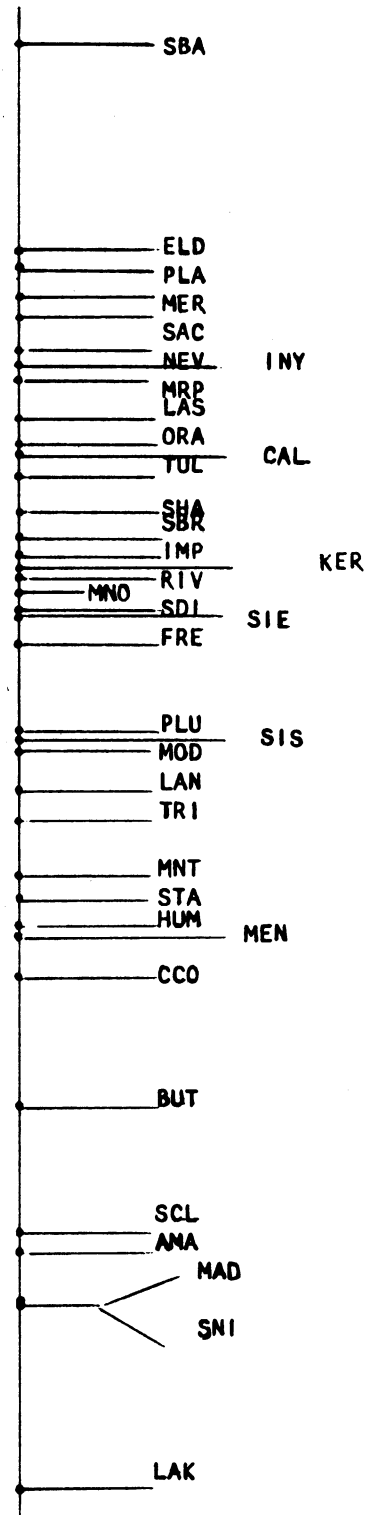 SBA
ELD
PLA
MER
SAC
NEV INY
MRP
LAS
ORA
CAL
TUL
SHA
SBR
IMP
KER
RIV
MNO
SDI
SIE
FRE
PLU
SIS
MOD
LAN
TRI
MNT
STA
HUM
MEN
CCO
BUT
SCL
AMA
MAD
SNI
LAK